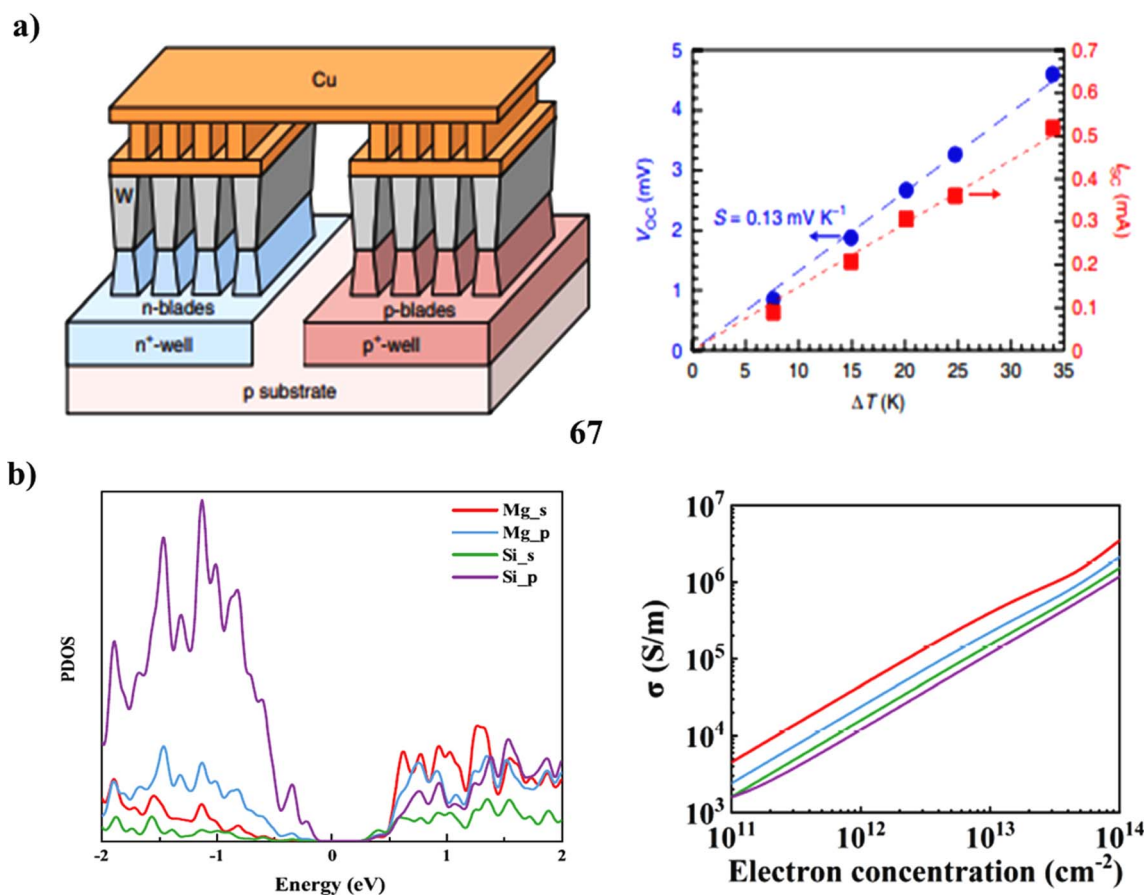 a)
Cu
W
n-blades
p-blades
n⁺-well
p⁺-well
p substrate
5
4
3
2
1
0
V_OC (mV)
S = 0.13 mV K⁻¹
0.7
0.6
0.5
0.4
0.3
0.2
0.1
0
I_SC (mA)
0 5 10 15 20 25 30 35
ΔT (K)
67
b)
PDOS
Mg_s
Mg_p
Si_s
Si_p
-2 -1 0 1 2
Energy (eV)
σ (S/m)
10⁷
10⁶
10⁵
10⁴
10³
10¹¹ 10¹² 10¹³ 10¹⁴
Electron concentration (cm⁻²)